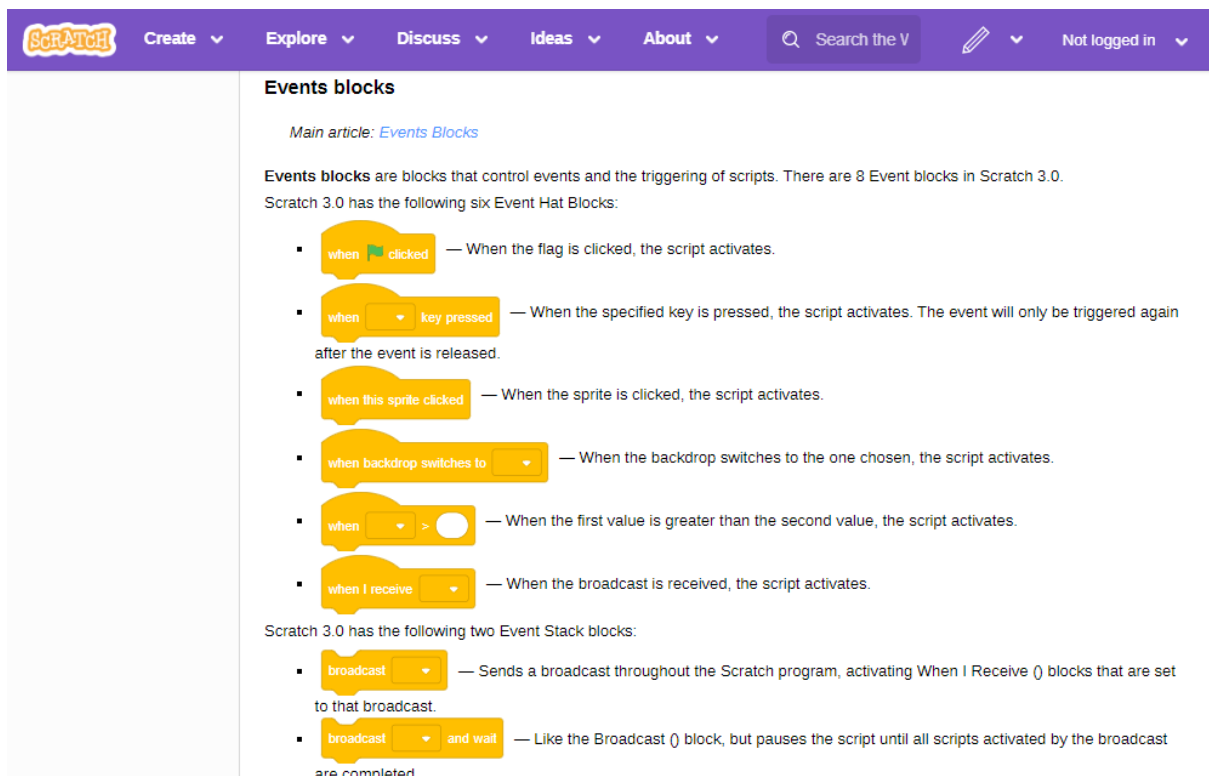 SCRATCH Create Explore Discuss Ideas About Search the W Not logged in
Events blocks
Main article: Events Blocks
Events blocks are blocks that control events and the triggering of scripts. There are 8 Event blocks in Scratch 3.0.
Scratch 3.0 has the following six Event Hat Blocks:
when clicked — When the flag is clicked, the script activates.
when key pressed — When the specified key is pressed, the script activates. The event will only be triggered again
after the event is released.
when this sprite clicked — When the sprite is clicked, the script activates.
when backdrop switches to — When the backdrop switches to the one chosen, the script activates.
when > — When the first value is greater than the second value, the script activates.
when I receive — When the broadcast is received, the script activates.
Scratch 3.0 has the following two Event Stack blocks:
broadcast — Sends a broadcast throughout the Scratch program, activating When I Receive () blocks that are set
to that broadcast.
broadcast and wait — Like the Broadcast () block, but pauses the script until all scripts activated by the broadcast
are completed